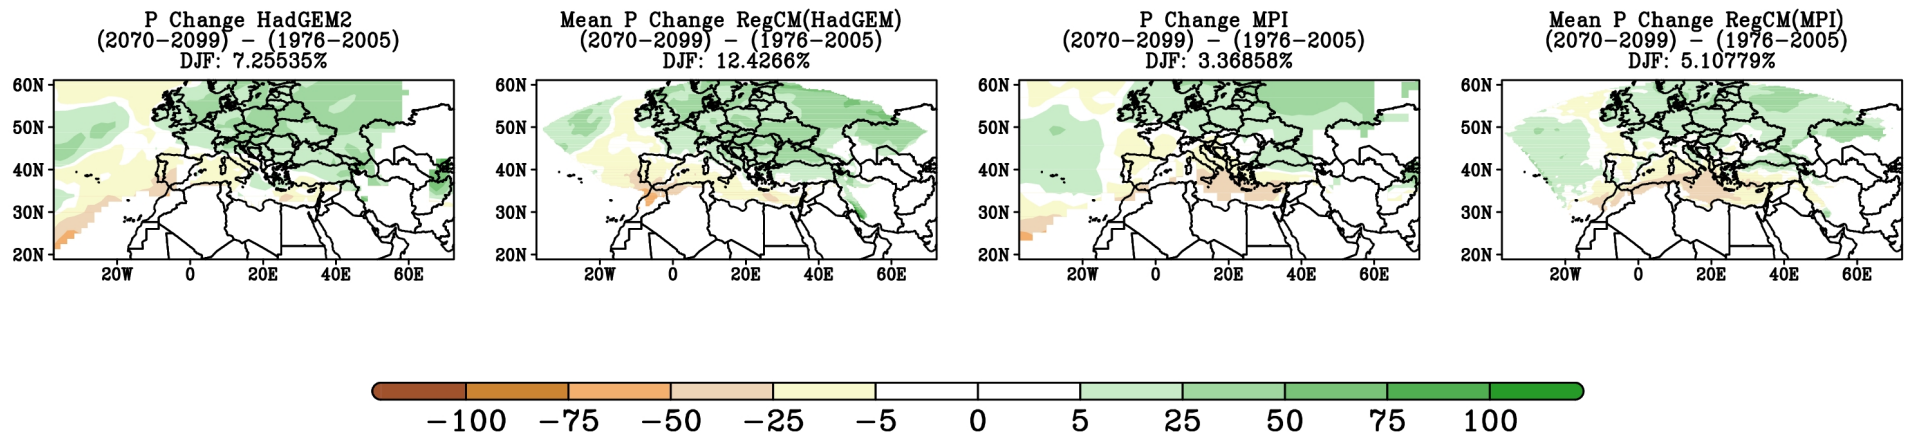 P Change HadGEM2
(2070-2099) - (1976-2005)
DJF: 7.25535%
60N
50N
40N
30N
20N
20W 0 20E 40E 60E
Mean P Change RegCM(HadGEM)
(2070-2099) - (1976-2005)
DJF: 12.4266%
60N
50N
40N
30N
20N
20W 0 20E 40E 60E
P Change MPI
(2070-2099) - (1976-2005)
DJF: 3.36858%
60N
50N
40N
30N
20N
20W 0 20E 40E 60E
Mean P Change RegCM(MPI)
(2070-2099) - (1976-2005)
DJF: 5.10779%
60N
50N
40N
30N
20N
20W 0 20E 40E 60E
-100 -75 -50 -25 -5 0 5 25 50 75 100